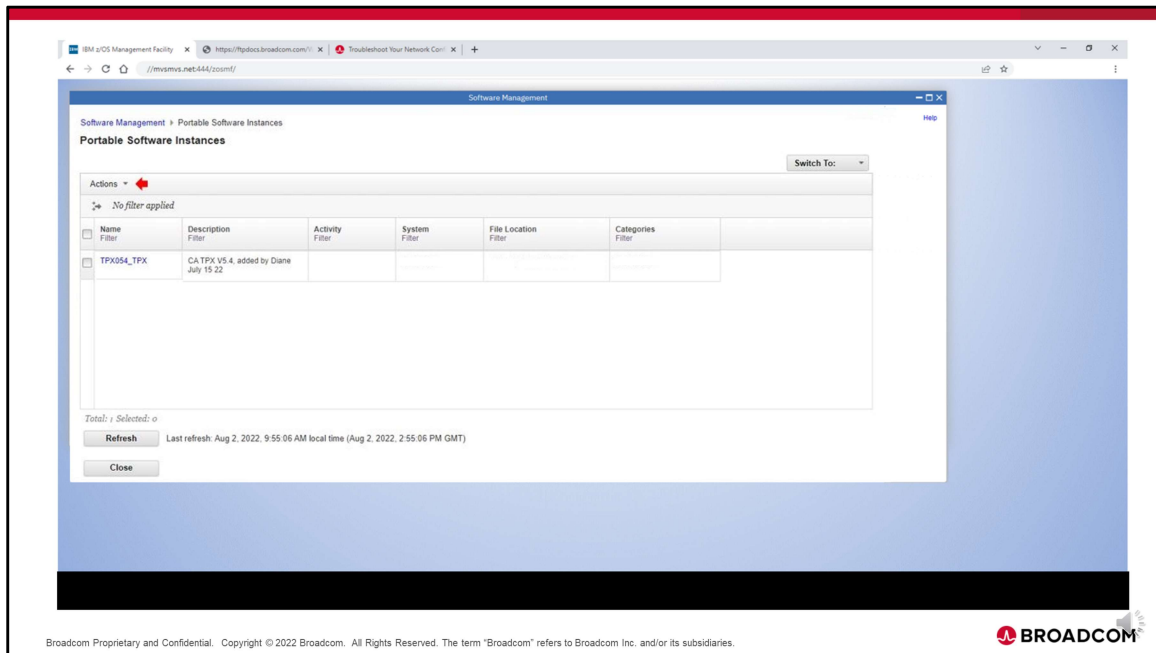 IBM z/OS Management Facility
https://ftpdocs.broadcom.com/
Troubleshoot Your Network
//mvsmvs.net:444/zosmf/
Software Management
Software Management Portable Software Instances
Help
Portable Software Instances
Switch To:
Actions
No filter applied
Name Description Activity System File Location Categories
Filter Filter Filter Filter Filter Filter
TPX054_TPX CA TPX V5.4, added by Diane
July 15 22
Total: 1 Selected: 0
Refresh Last refresh: Aug 2, 2022, 9:55:06 AM local time (Aug 2, 2022, 2:55:06 PM GMT)
Close
Broadcom Proprietary and Confidential. Copyright © 2022 Broadcom. All Rights Reserved. The term “Broadcom” refers to Broadcom Inc. and/or its subsidiaries.
BROADCOM